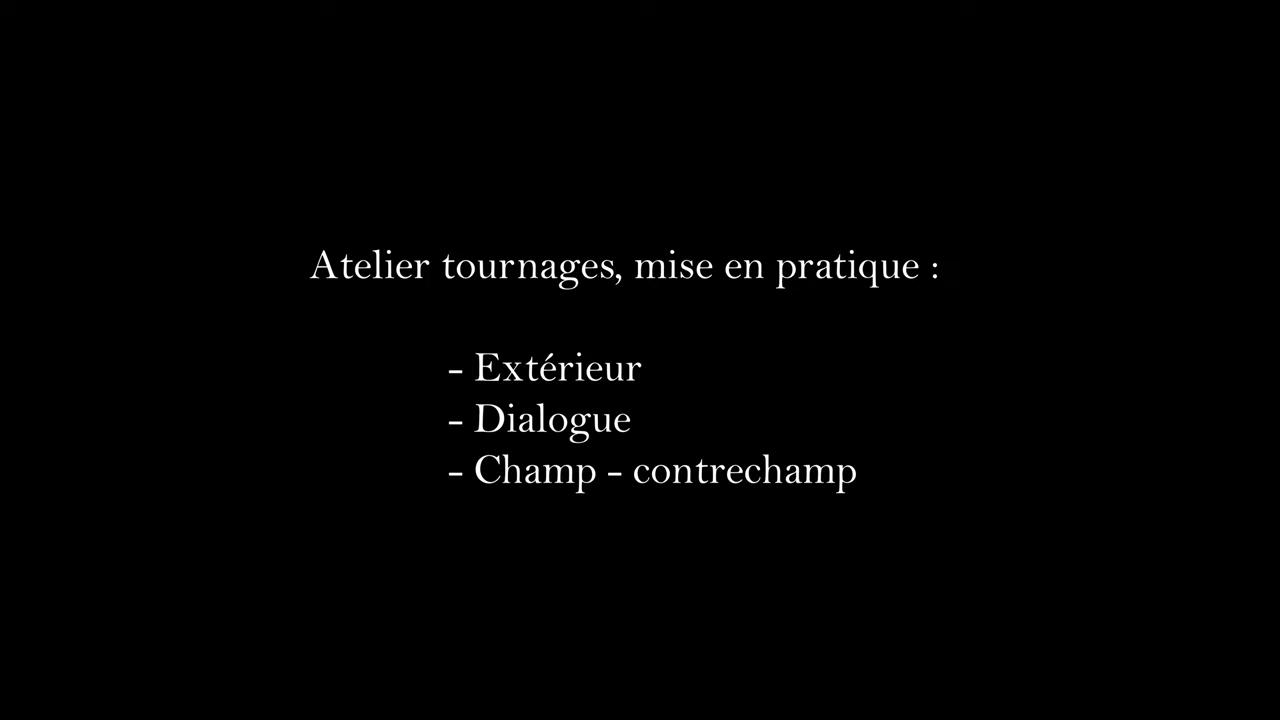 Atelier tournages, mise en pratique :
- Extérieur
- Dialogue
- Champ - contrechamp